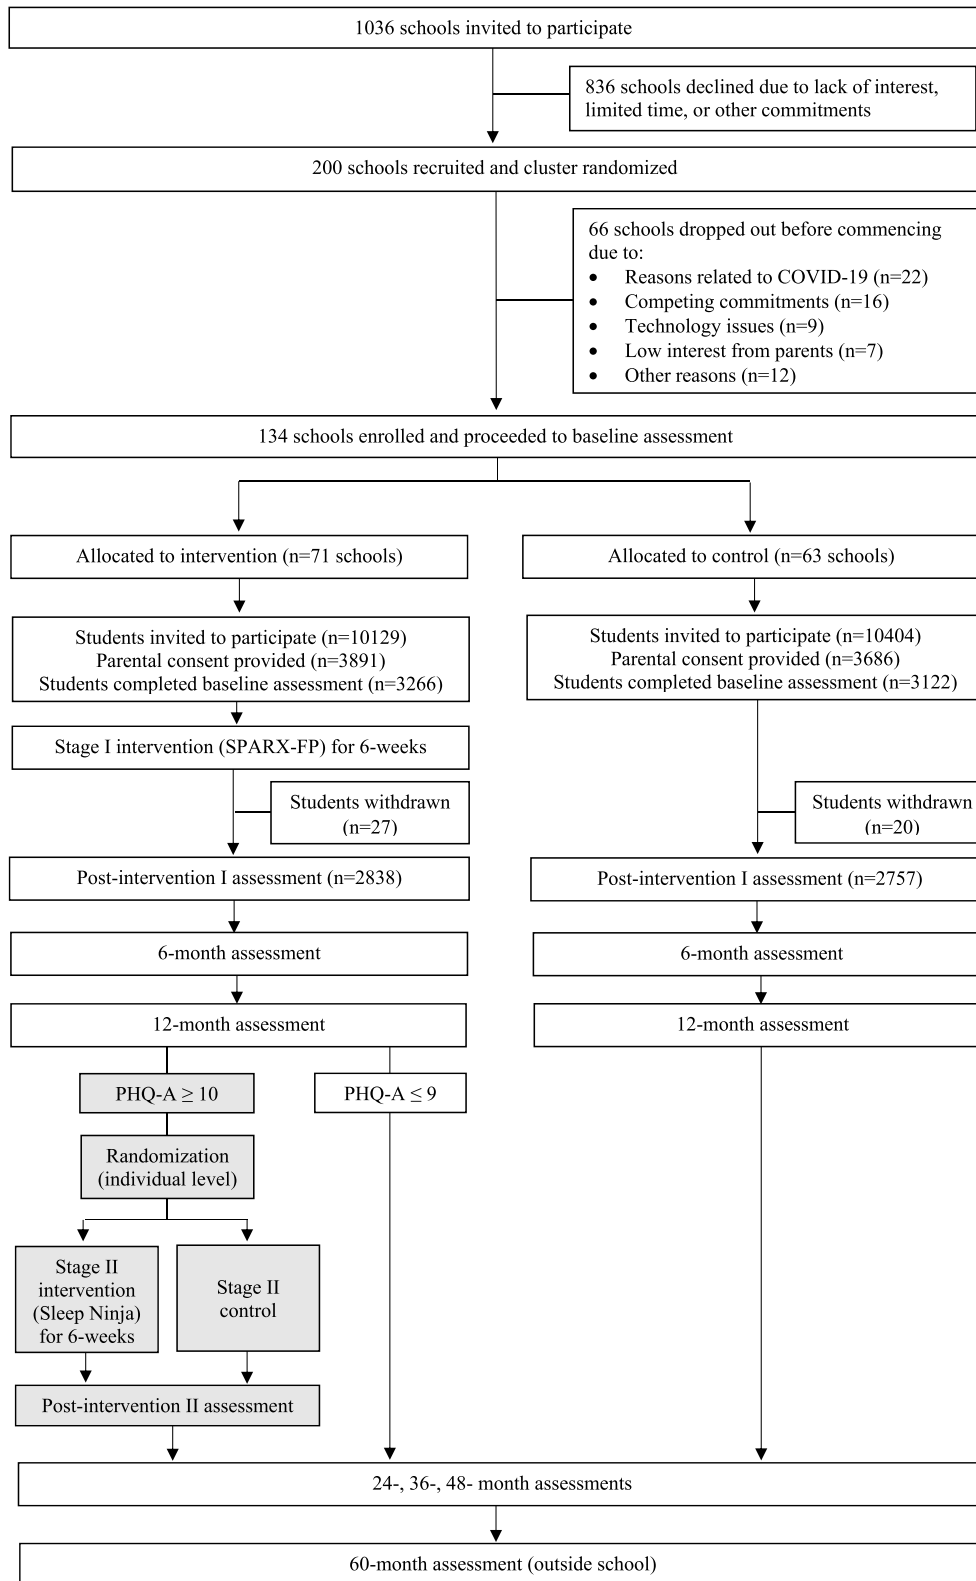 1036 schools invited to participate
836 schools declined due to lack of interest,
limited time, or other commitments
200 schools recruited and cluster randomized
66 schools dropped out before commencing
due to:
• Reasons related to COVID-19 (n=22)
• Competing commitments (n=16)
• Technology issues (n=9)
• Low interest from parents (n=7)
• Other reasons (n=12)
134 schools enrolled and proceeded to baseline assessment
Allocated to intervention (n=71 schools)
Allocated to control (n=63 schools)
Students invited to participate (n=10129)
Parental consent provided (n=3891)
Students completed baseline assessment (n=3266)
Students invited to participate (n=10404)
Parental consent provided (n=3686)
Students completed baseline assessment (n=3122)
Stage I intervention (SPARX-FP) for 6-weeks
Students withdrawn
(n=27)
Students withdrawn
(n=20)
Post-intervention I assessment (n=2838)
Post-intervention I assessment (n=2757)
6-month assessment
6-month assessment
12-month assessment
12-month assessment
PHQ-A ≥ 10
PHQ-A ≤ 9
Randomization
(individual level)
Stage II
intervention
(Sleep Ninja)
for 6-weeks
Stage II
control
Post-intervention II assessment
24-, 36-, 48- month assessments
60-month assessment (outside school)